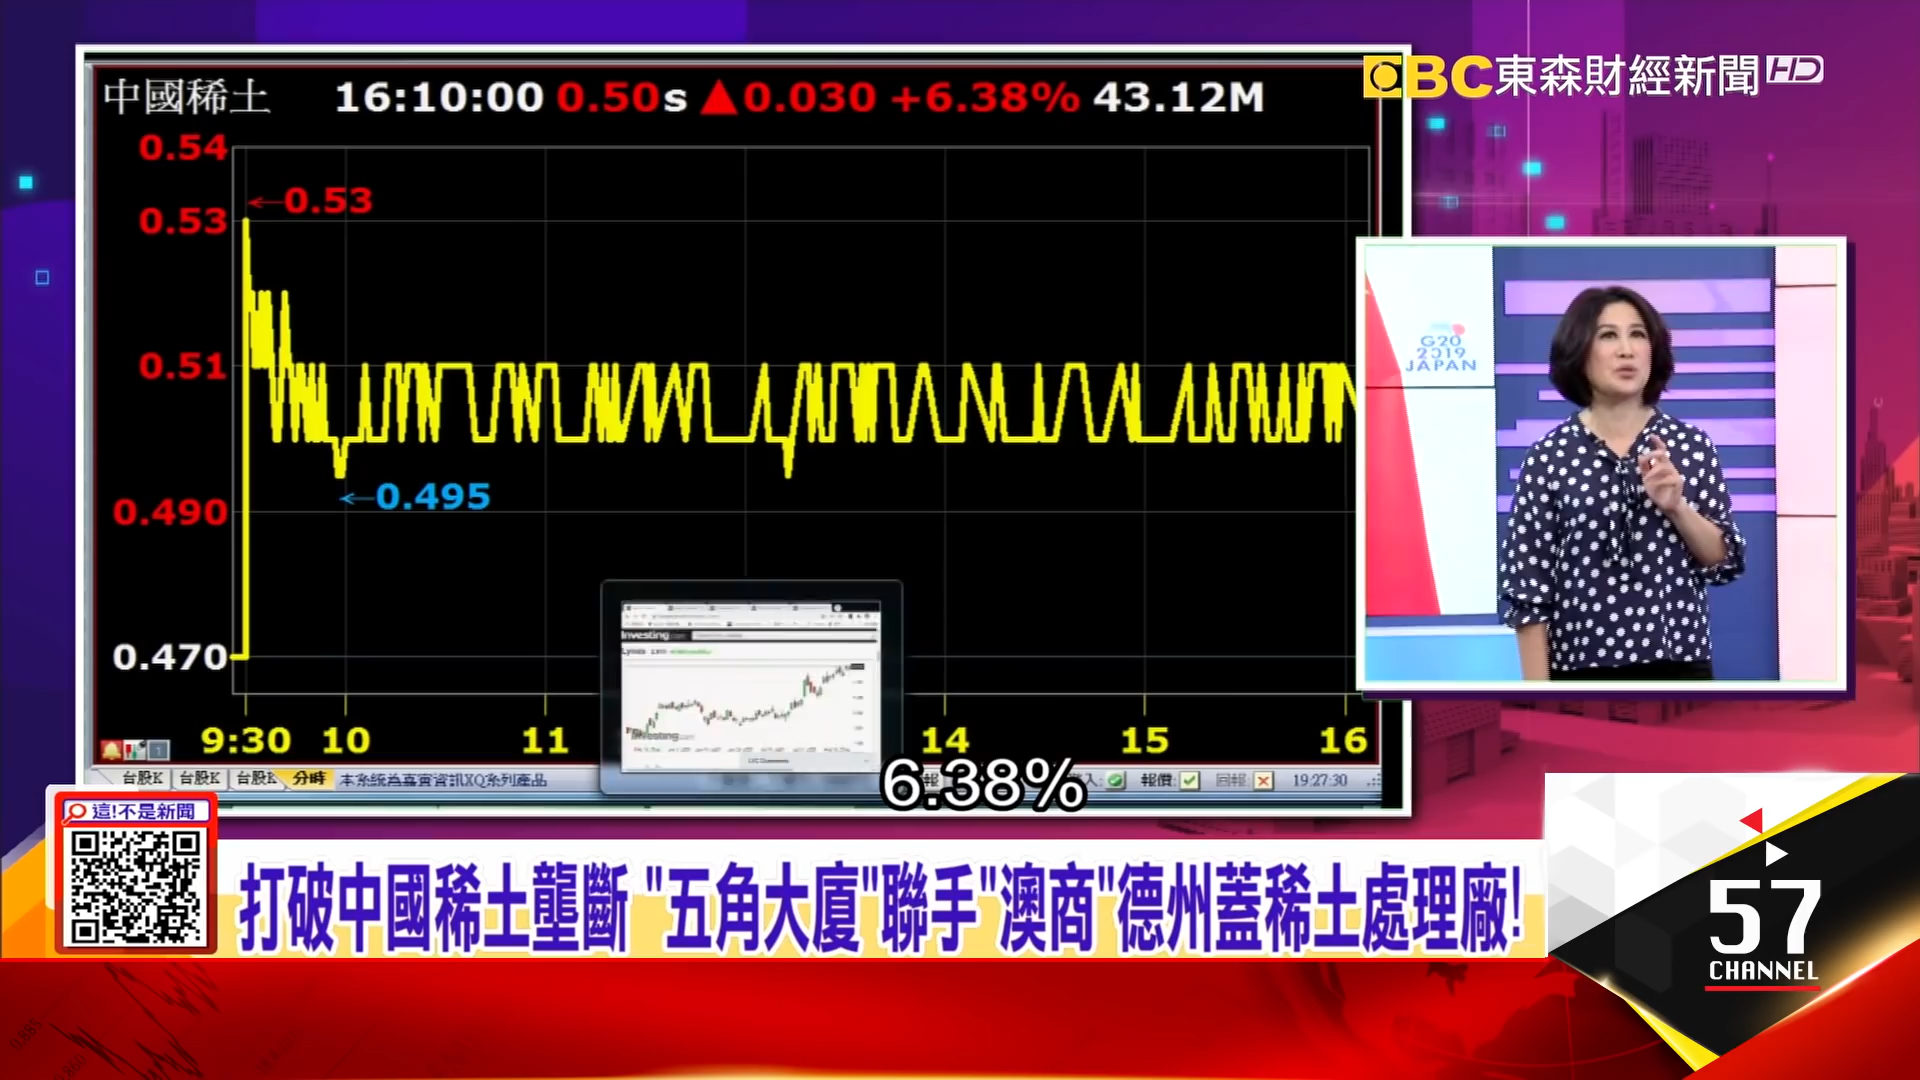 中國稀土 16:10:00 0.50s ▲0.030 +6.38% 43.12M
EBC東森財經新聞HD
0.54
0.53
0.53
0.51
0.495
0.490
0.470
9:30 10 11 14 15 16
G20
2019
JAPAN
Investing
台股K 台股K 台股K 分時 本系統為嘉實資訊XQ系列產品 報價: 回報: 19:27:30
6.38%
這!不是新聞
打破中國稀土壟斷 "五角大廈"聯手"澳商"德州蓋稀土處理廠!
57
CHANNEL